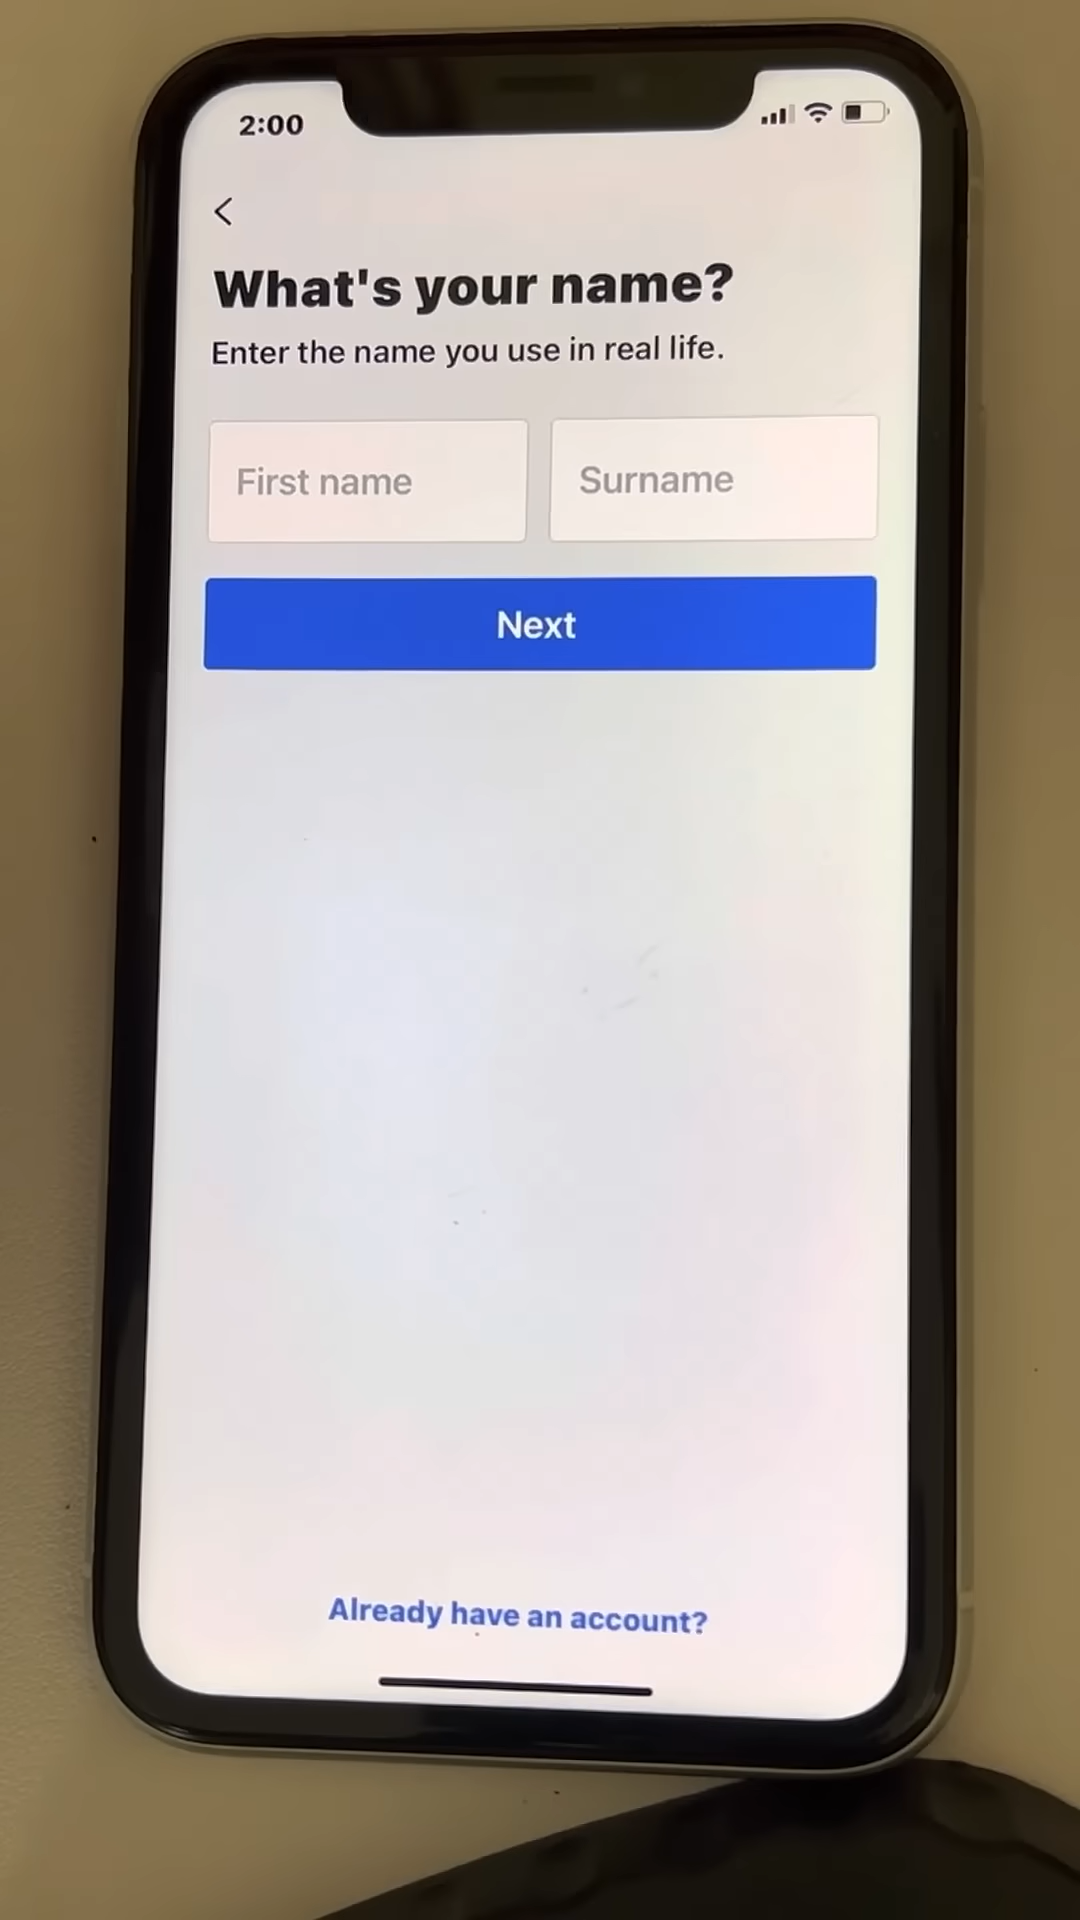 2:00
What's your name?
Enter the name you use in real life.
First name
Surname
Next
Already have an account?